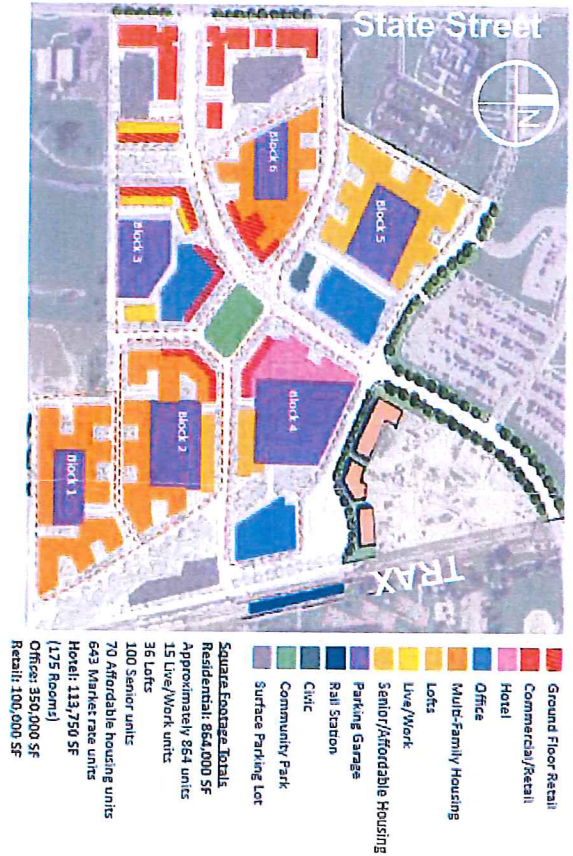 State Street
N
Block 6
Block 5
Block 3
Block 4
Block 2
Block 1
TRAX
Ground Floor Retail
Commercial/Retail
Hotel
Office
Multi-Family Housing
Lofts
Live/Work
Senior/Affordable Housing
Parking Garage
Rail Station
Civic
Community Park
Surface Parking Lot
Square Footage Totals
Residential: 864,000 SF
Approximately 864 units
15 Live/Work units
36 Lofts
100 Senior units
70 Affordable housing units
643 Market rate units
Hotel: 113,750 SF
(175 Rooms)
Office: 350,000 SF
Retail: 100,000 SF